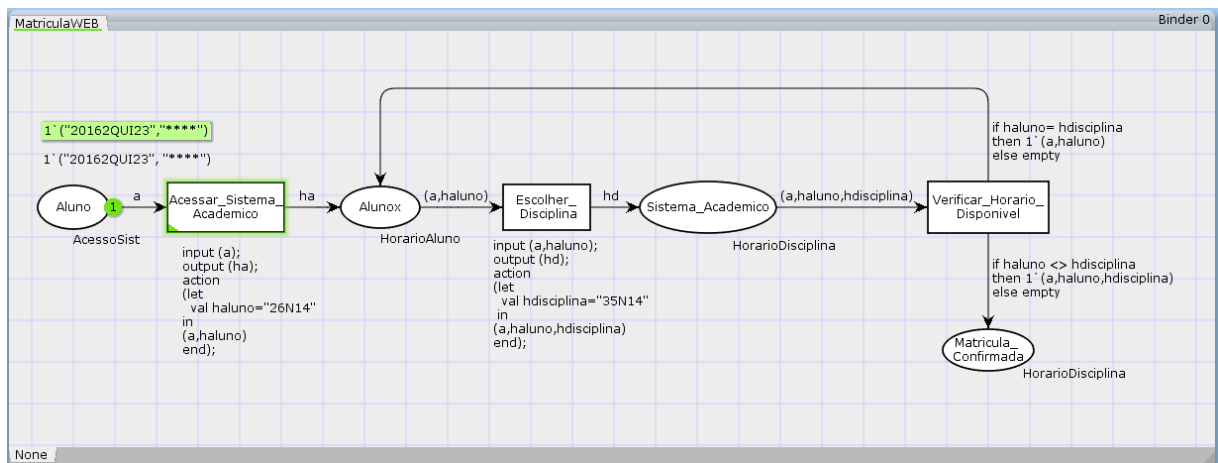 MatriculaWEB
Binder 0
1`("20162QUI23","****")
1`("20162QUI23", "****")
Aluno
1
AcessoSist
a
Acessar_Sistema_
Academico
input (a);
output (ha);
action
(let
val haluno="26N14"
in
(a,haluno)
end);
ha
Alunox
HorarioAluno
(a,haluno)
Escolher_
Disciplina
input (a,haluno);
output (hd);
action
(let
val hdisciplina="35N14"
in
(a,haluno,hdisciplina)
end);
hd
Sistema_Academico
HorarioDisciplina
(a,haluno,hdisciplina)
if haluno= hdisciplina
then 1`(a,haluno)
else empty
Verificar_Horario_
Disponivel
if haluno <> hdisciplina
then 1`(a,haluno,hdisciplina)
else empty
Matricula_
Confirmada
HorarioDisciplina
None